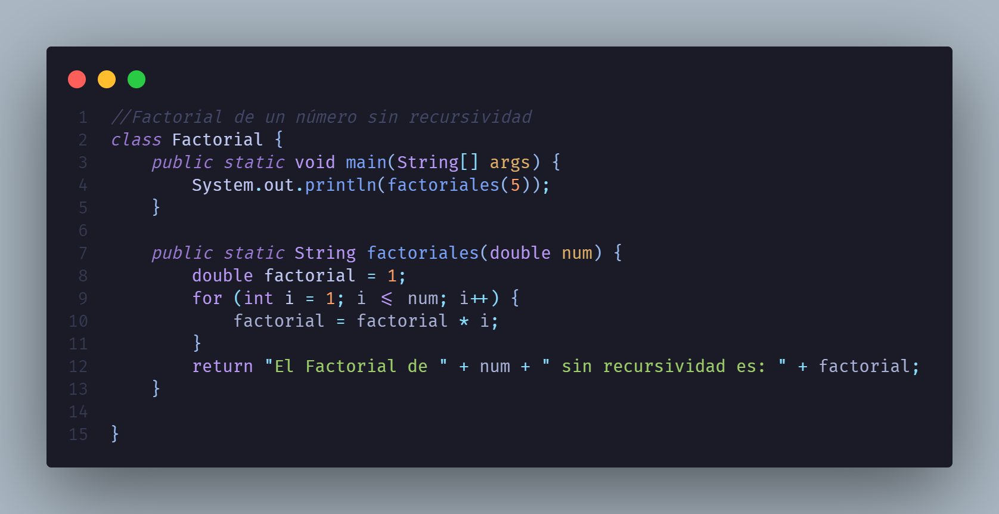 1 //Factorial de un número sin recursividad
2 class Factorial {
3     public static void main(String[] args) {
4         System.out.println(factoriales(5));
5     }
6
7     public static String factoriales(double num) {
8         double factorial = 1;
9         for (int i = 1; i <= num; i++) {
10             factorial = factorial * i;
11         }
12         return "El Factorial de " + num + " sin recursividad es: " + factorial;
13     }
14
15 }